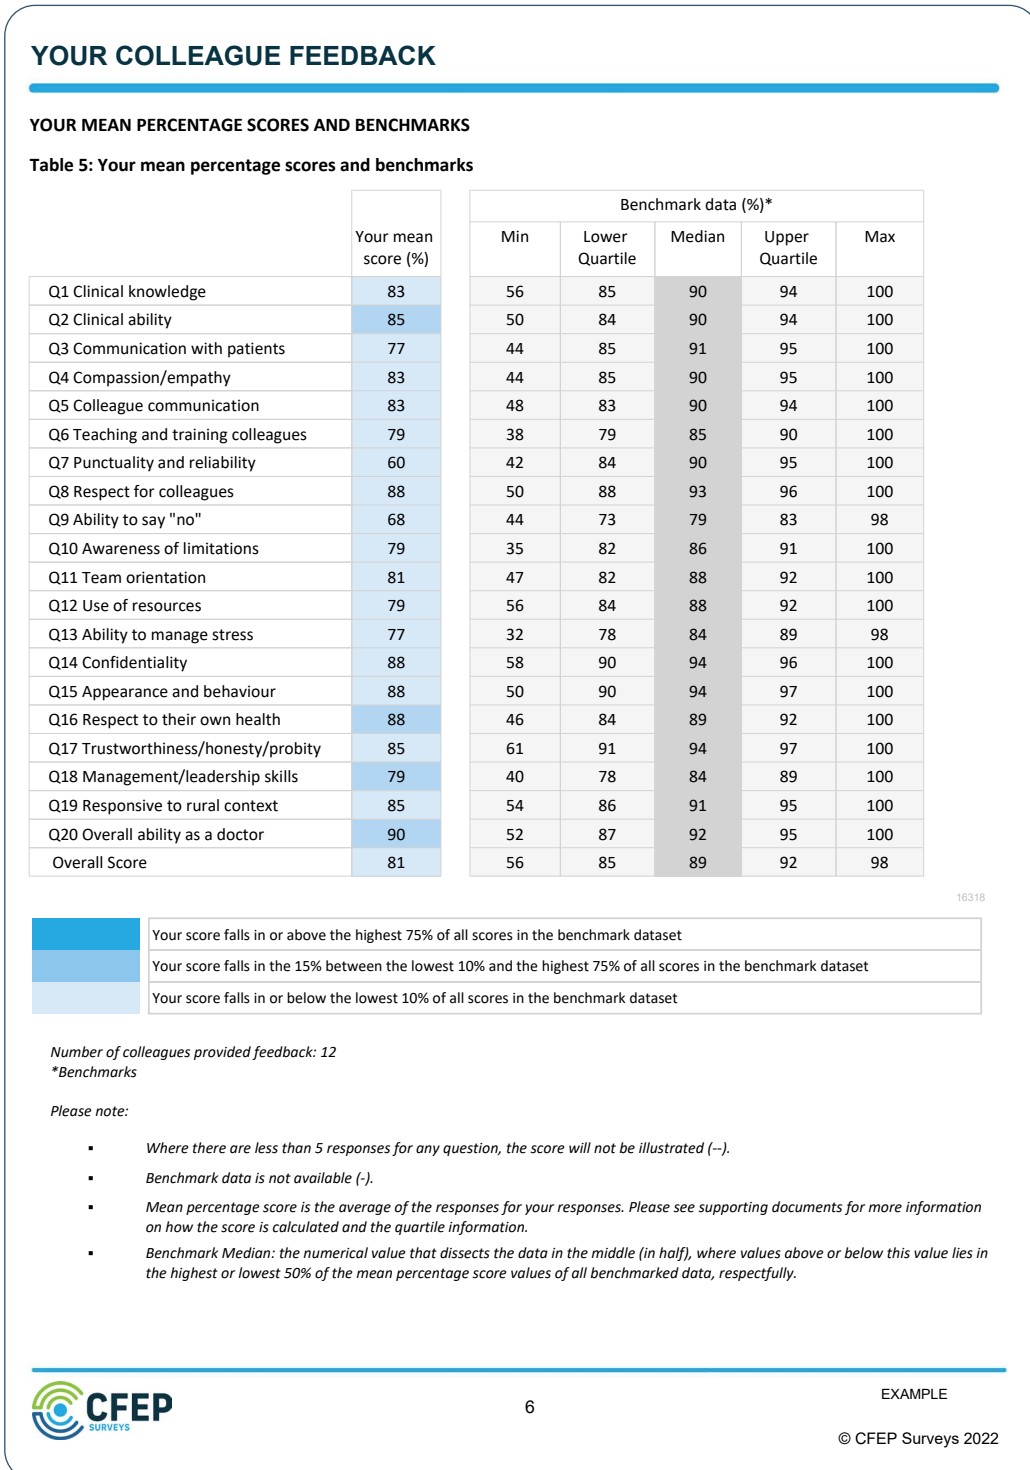 YOUR COLLEAGUE FEEDBACK
YOUR MEAN PERCENTAGE SCORES AND BENCHMARKS
Table 5: Your mean percentage scores and benchmarks
Benchmark data (%)*
Your mean score (%) Min Lower Quartile Median Upper Quartile Max
Q1 Clinical knowledge 83 56 85 90 94 100
Q2 Clinical ability 85 50 84 90 94 100
Q3 Communication with patients 77 44 85 91 95 100
Q4 Compassion/empathy 83 44 85 90 95 100
Q5 Colleague communication 83 48 83 90 94 100
Q6 Teaching and training colleagues 79 38 79 85 90 100
Q7 Punctuality and reliability 60 42 84 90 95 100
Q8 Respect for colleagues 88 50 88 93 96 100
Q9 Ability to say "no" 68 44 73 79 83 98
Q10 Awareness of limitations 79 35 82 86 91 100
Q11 Team orientation 81 47 82 88 92 100
Q12 Use of resources 79 56 84 88 92 100
Q13 Ability to manage stress 77 32 78 84 89 98
Q14 Confidentiality 88 58 90 94 96 100
Q15 Appearance and behaviour 88 50 90 94 97 100
Q16 Respect to their own health 88 46 84 89 92 100
Q17 Trustworthiness/honesty/probity 85 61 91 94 97 100
Q18 Management/leadership skills 79 40 78 84 89 100
Q19 Responsive to rural context 85 54 86 91 95 100
Q20 Overall ability as a doctor 90 52 87 92 95 100
Overall Score 81 56 85 89 92 98
16318
Your score falls in or above the highest 75% of all scores in the benchmark dataset
Your score falls in the 15% between the lowest 10% and the highest 75% of all scores in the benchmark dataset
Your score falls in or below the lowest 10% of all scores in the benchmark dataset
Number of colleagues provided feedback: 12
*Benchmarks
Please note:
▪ Where there are less than 5 responses for any question, the score will not be illustrated (--).
▪ Benchmark data is not available (-).
▪ Mean percentage score is the average of the responses for your responses. Please see supporting documents for more information
on how the score is calculated and the quartile information.
▪ Benchmark Median: the numerical value that dissects the data in the middle (in half), where values above or below this value lies in
the highest or lowest 50% of the mean percentage score values of all benchmarked data, respectfully.
CFEP
SURVEYS
6
EXAMPLE
© CFEP Surveys 2022